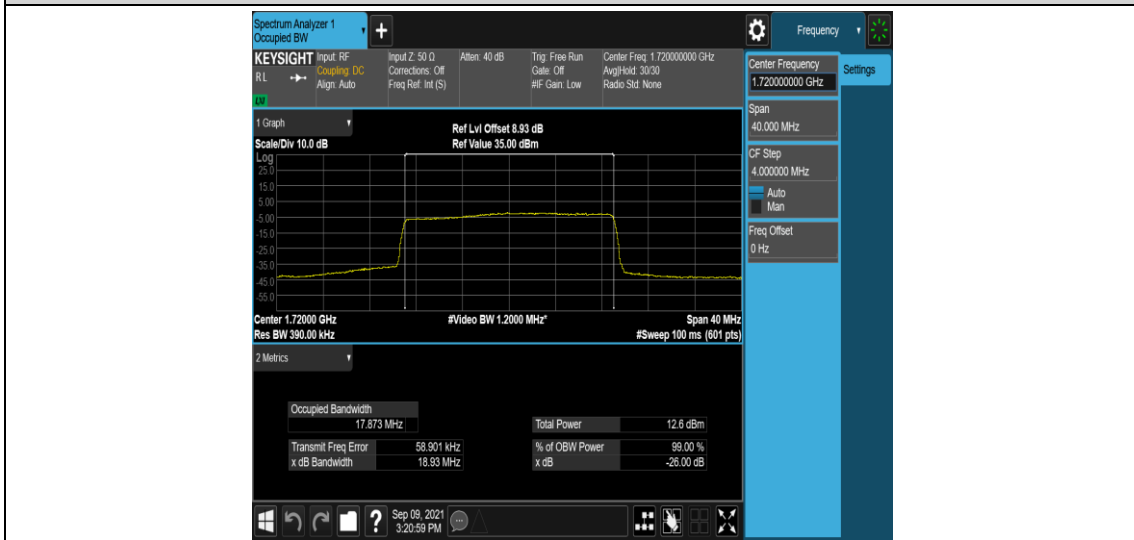 Spectrum Analyzer 1
Occupied BW
+
Frequency
KEYSIGHT
RL
LXI
Input: RF
Coupling: DC
Align: Auto
Input Z: 50 Ω
Corrections: Off
Freq Ref: Int (S)
Atten: 40 dB
Trig: Free Run
Gate: Off
#IF Gain: Low
Center Freq: 1.720000000 GHz
Avg|Hold: 30/30
Radio Std: None
Center Frequency
1.720000000 GHz
Settings
Span
40.000 MHz
CF Step
4.000000 MHz
Auto
Man
Freq Offset
0 Hz
1 Graph
Scale/Div 10.0 dB
Ref Lvl Offset 8.93 dB
Ref Value 35.00 dBm
Log
25.0
15.0
5.00
-5.00
-15.0
-25.0
-35.0
-45.0
-55.0
Center 1.72000 GHz
Res BW 390.00 kHz
#Video BW 1.2000 MHz*
Span 40 MHz
#Sweep 100 ms (601 pts)
2 Metrics
Occupied Bandwidth
17.873 MHz
Total Power 12.6 dBm
Transmit Freq Error 58.901 kHz
% of OBW Power 99.00 %
x dB Bandwidth 18.93 MHz
x dB -26.00 dB
?
Sep 09, 2021
3:20:59 PM